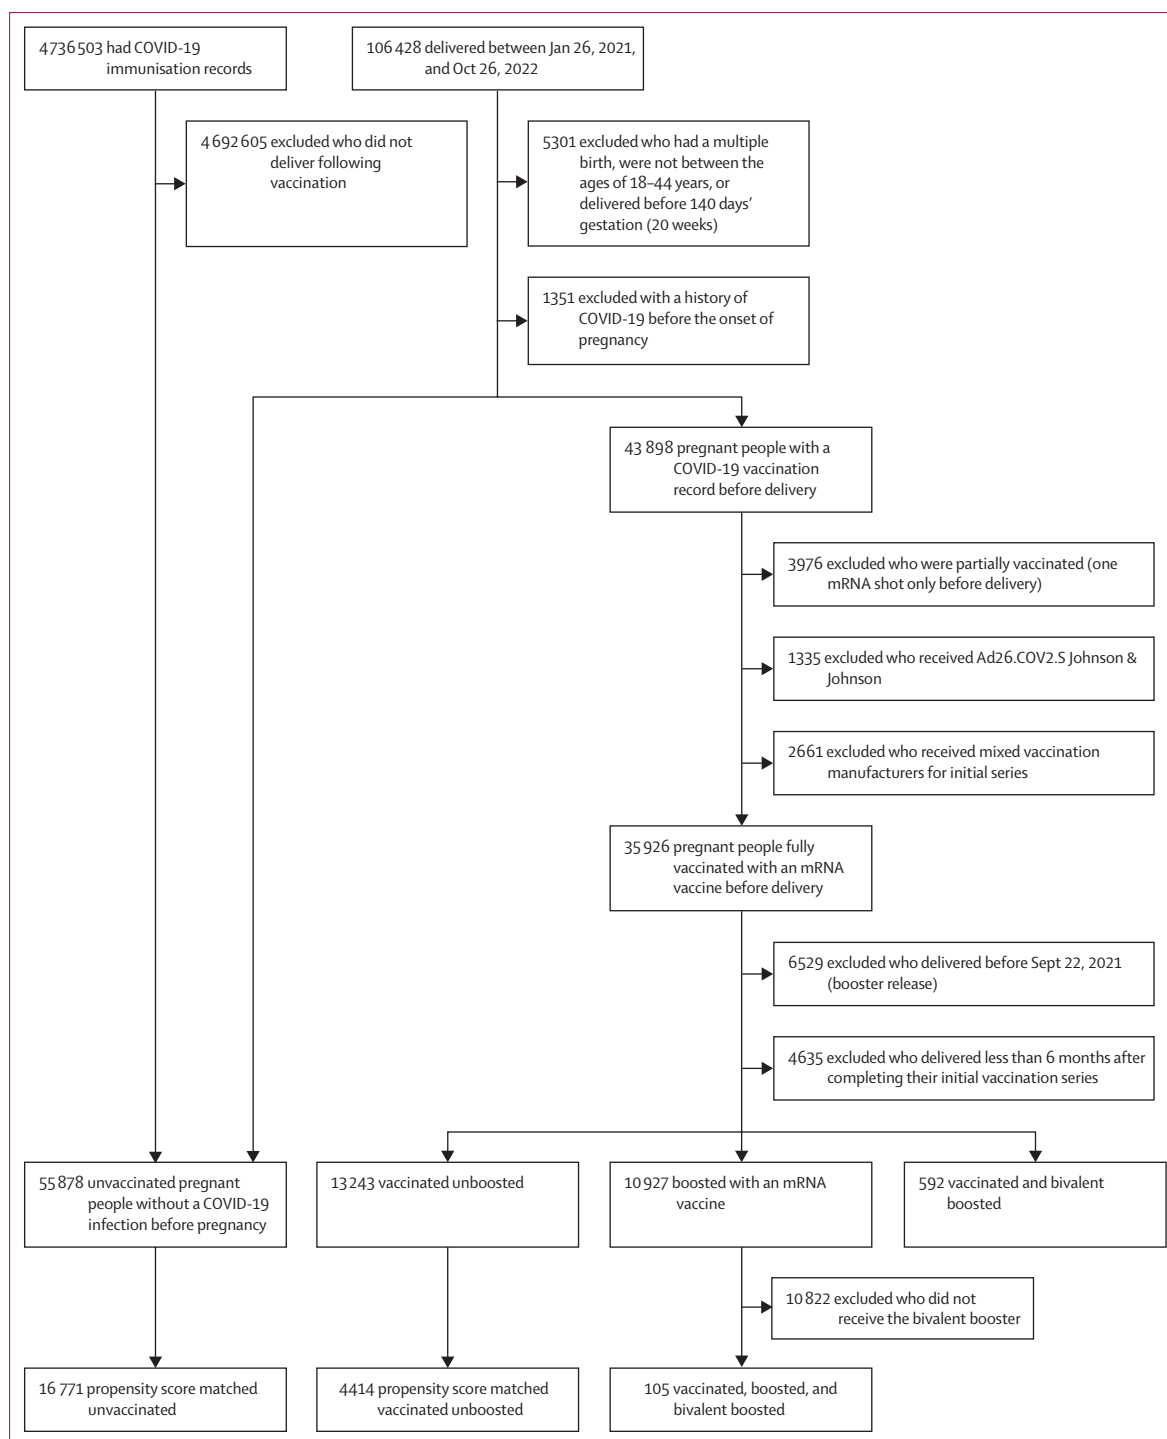 4 736 503 had COVID-19
immunisation records
106 428 delivered between Jan 26, 2021,
and Oct 26, 2022
4 692 605 excluded who did not
deliver following
vaccination
5301 excluded who had a multiple
birth, were not between the
ages of 18–44 years, or
delivered before 140 days’
gestation (20 weeks)
1351 excluded with a history of
COVID-19 before the onset of
pregnancy
43 898 pregnant people with a
COVID-19 vaccination
record before delivery
3976 excluded who were partially vaccinated (one
mRNA shot only before delivery)
1335 excluded who received Ad26.COV2.S Johnson &
Johnson
2661 excluded who received mixed vaccination
manufacturers for initial series
35 926 pregnant people fully
vaccinated with an mRNA
vaccine before delivery
6529 excluded who delivered before Sept 22, 2021
(booster release)
4635 excluded who delivered less than 6 months after
completing their initial vaccination series
55 878 unvaccinated pregnant
people without a COVID-19
infection before pregnancy
13 243 vaccinated unboosted
10 927 boosted with an mRNA
vaccine
592 vaccinated and bivalent
boosted
10 822 excluded who did not
receive the bivalent booster
16 771 propensity score matched
unvaccinated
4414 propensity score matched
vaccinated unboosted
105 vaccinated, boosted, and
bivalent boosted